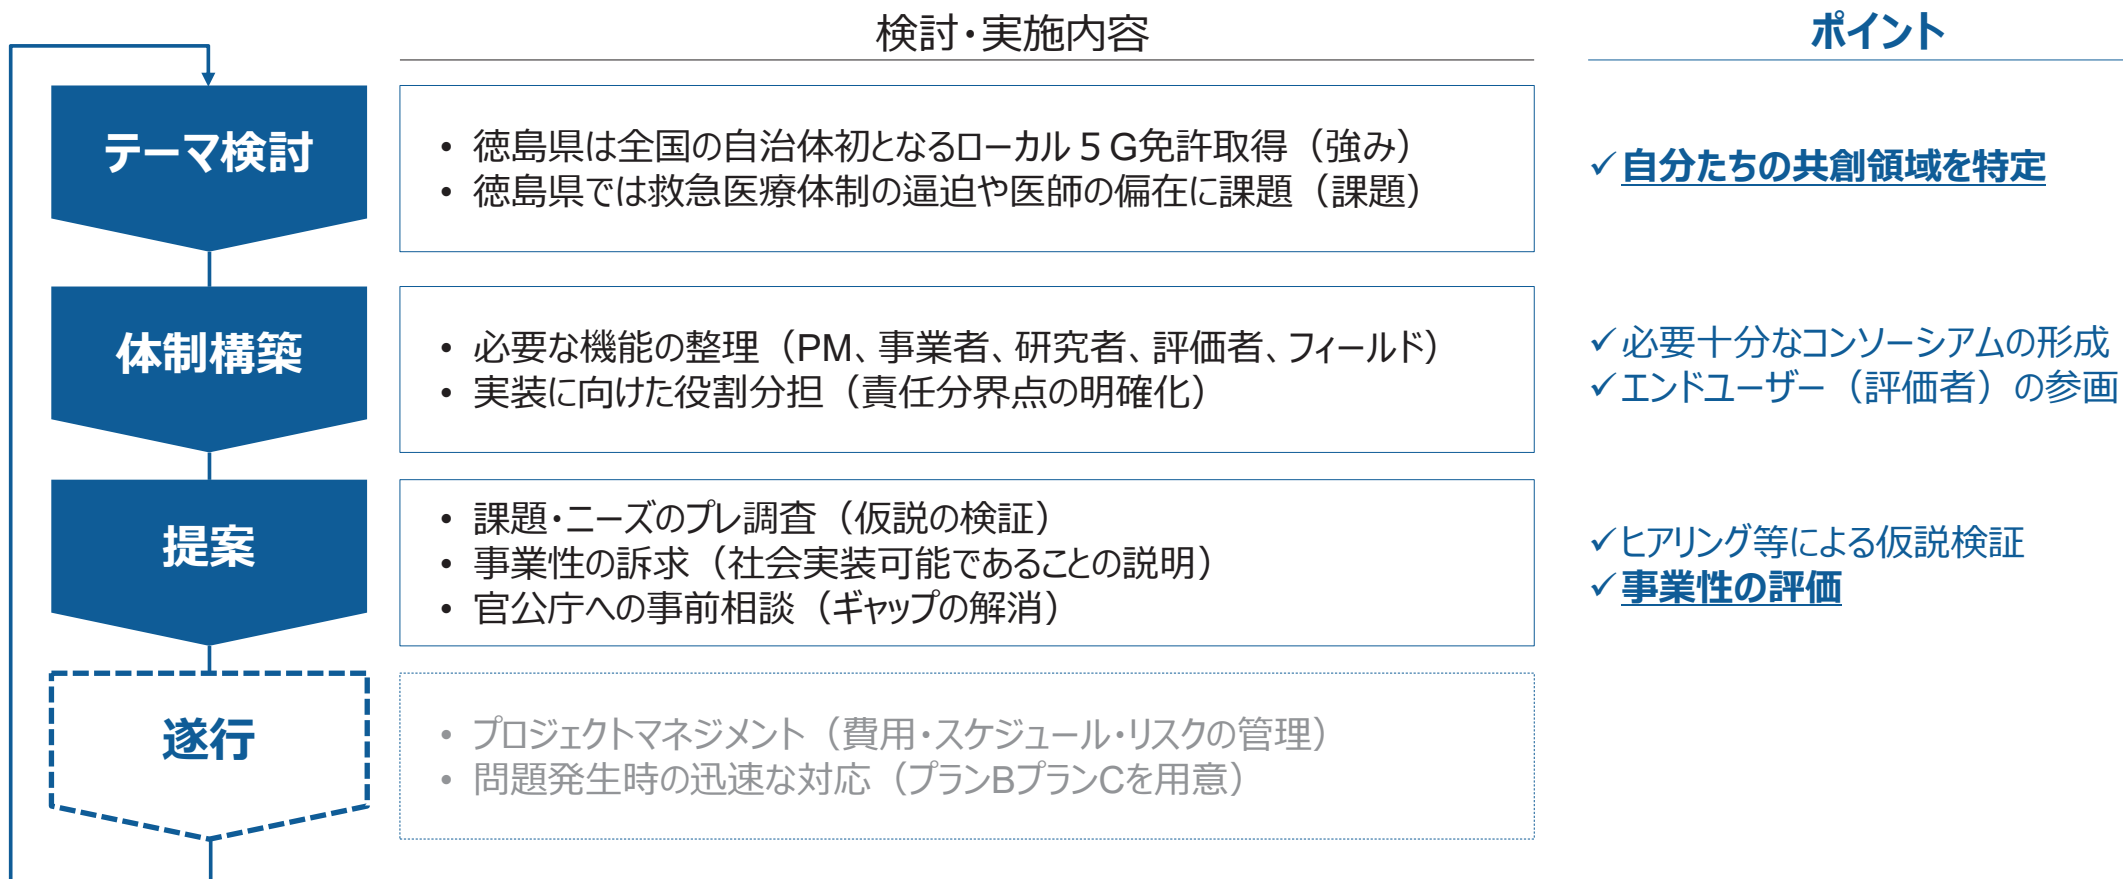 検討・実施内容
ポイント
テーマ検討
• 徳島県は全国の自治体初となるローカル５G免許取得（強み）
• 徳島県では救急医療体制の逼迫や医師の偏在に課題（課題）
✓自分たちの共創領域を特定
体制構築
• 必要な機能の整理（PM、事業者、研究者、評価者、フィールド）
• 実装に向けた役割分担（責任分界点の明確化）
✓必要十分なコンソーシアムの形成
✓エンドユーザー（評価者）の参画
提案
• 課題・ニーズのプレ調査（仮説の検証）
• 事業性の訴求（社会実装可能であることの説明）
• 官公庁への事前相談（ギャップの解消）
✓ヒアリング等による仮説検証
✓事業性の評価
遂行
• プロジェクトマネジメント（費用・スケジュール・リスクの管理）
• 問題発生時の迅速な対応（プランBプランCを用意）